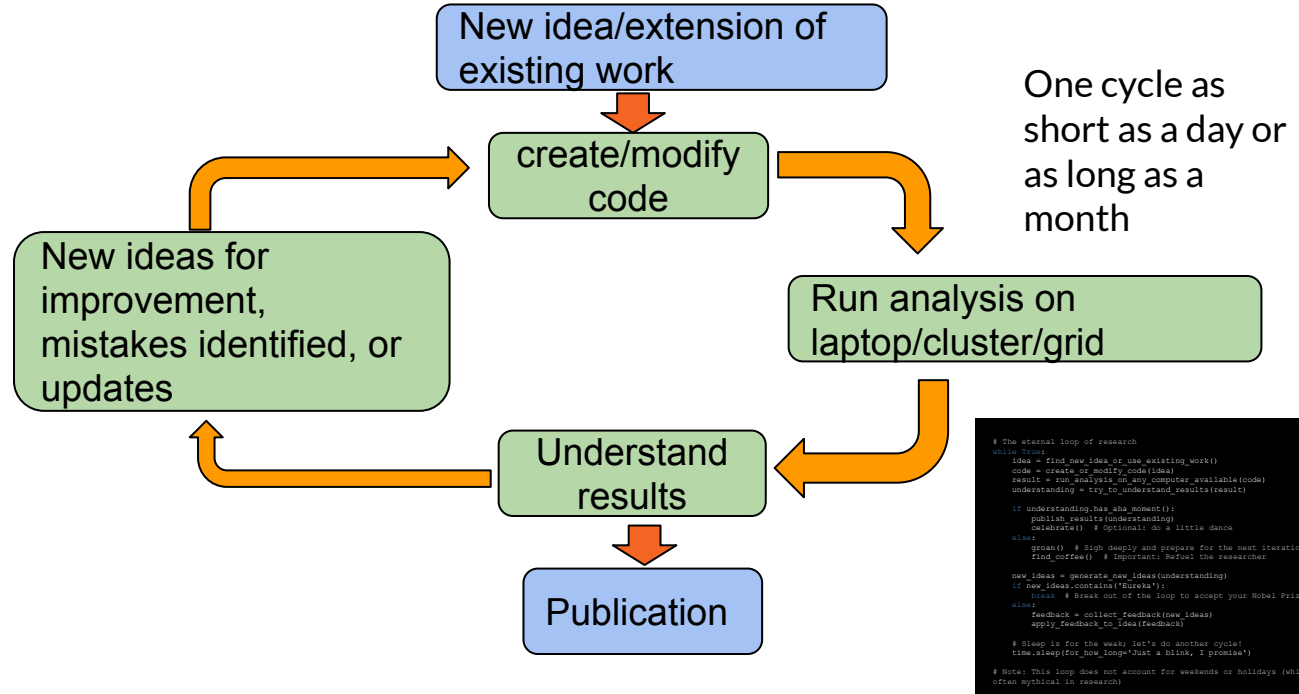 New idea/extension of
existing work
One cycle as
short as a day or
as long as a
month
create/modify
code
Run analysis on
laptop/cluster/grid
New ideas for
improvement,
mistakes identified, or
updates
Understand
results
Publication
# The eternal loop of research
while True:
    idea = find_new_idea_or_use_existing_work()
    code = create_or_modify_code(idea)
    result = run_analysis_on_any_computer_available(code)
    understanding = try_to_understand_results(result)
    if understanding.has_aha_moment():
        publish_results(understanding)
        celebrate()  # Optional: do a little dance
    else:
        groan()  # Sigh deeply and prepare for the next iteratio
        find_coffee()  # Important: Refuel the researcher
    new_ideas = generate_new_ideas(understanding)
    if new_ideas.contains('Eureka'):
        break  # Break out of the loop to accept your Nobel Priz
    else:
        feedback = collect_feedback(new_ideas)
        apply_feedback_to_idea(feedback)
    # Sleep is for the weak; let's do another cycle!
    time.sleep(for_how_long='Just a blink, I promise')
# Note: This loop does not account for weekends or holidays (whi
often mythical in research)